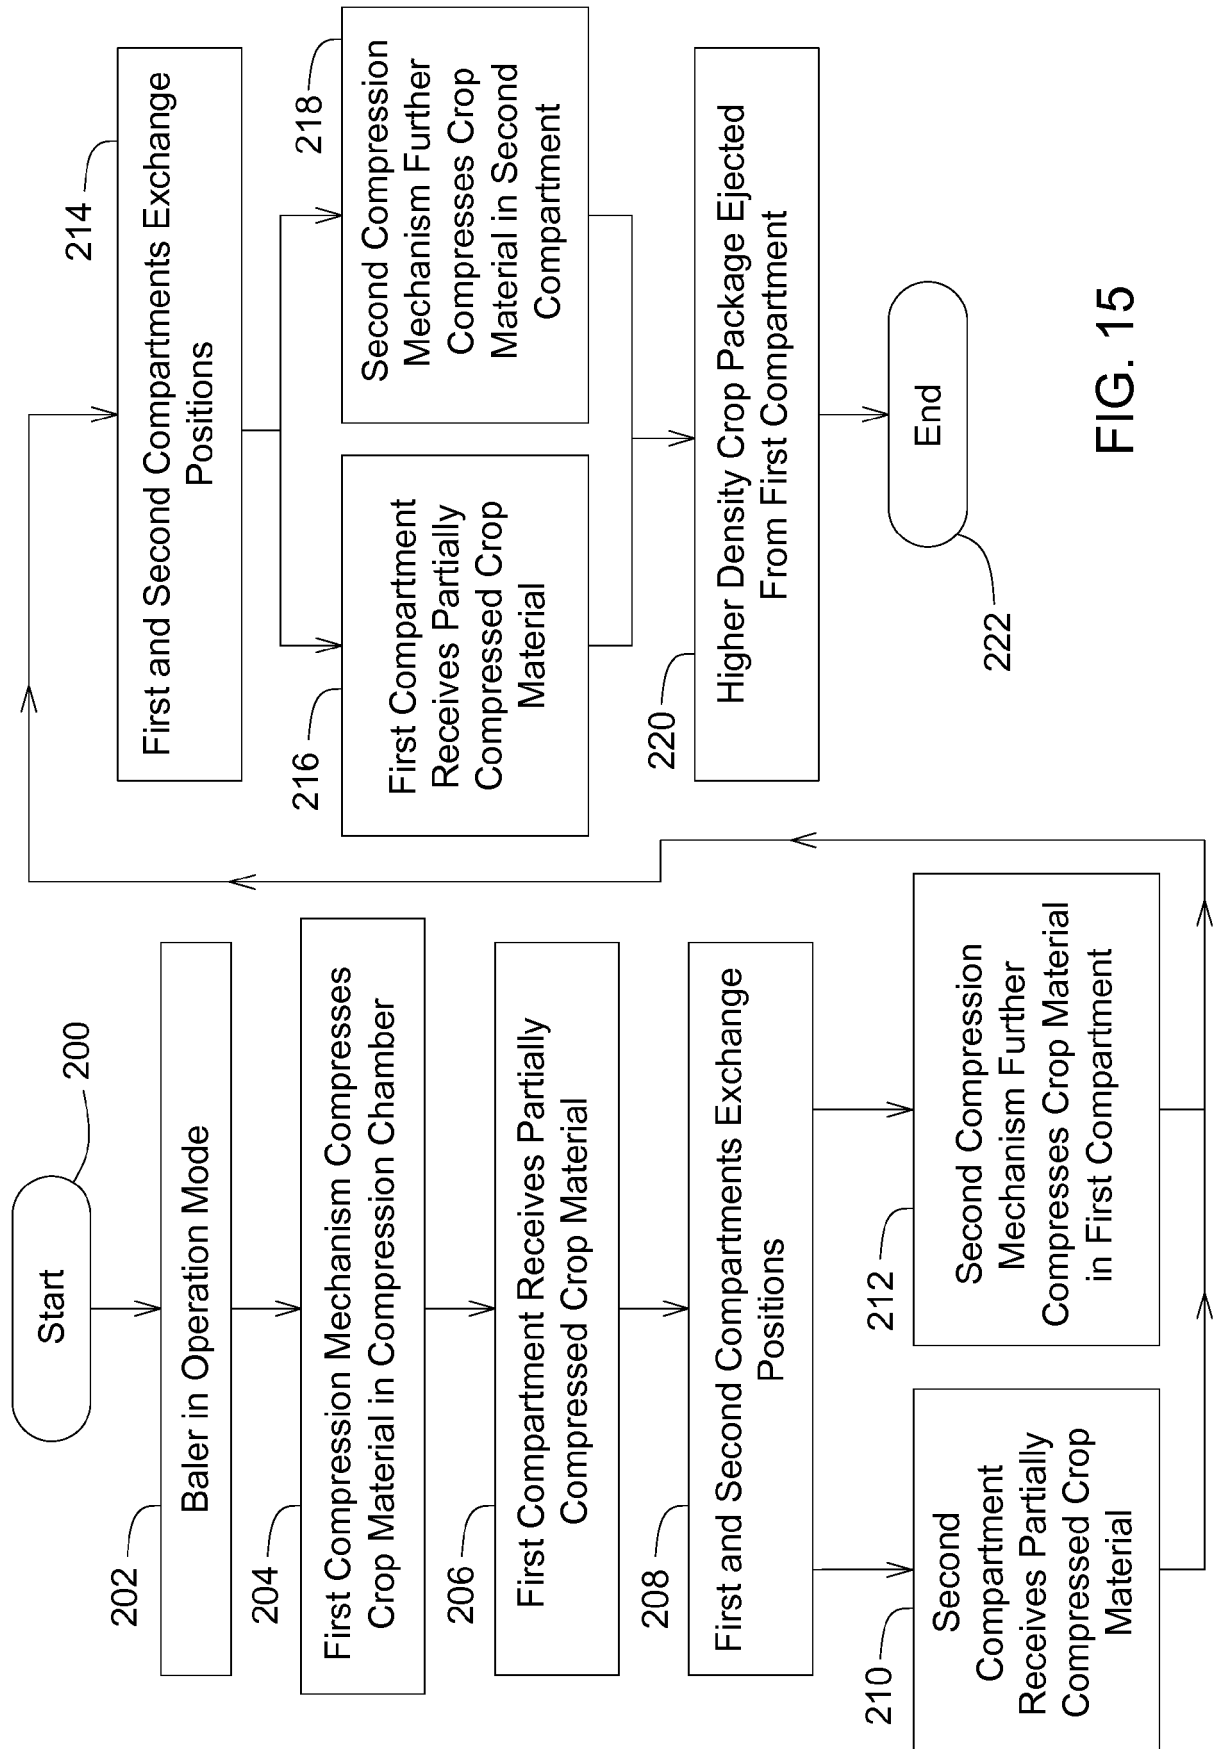 Start
200
Baler in Operation Mode
202
First Compression Mechanism Compresses
Crop Material in Compression Chamber
204
First Compartment Receives Partially
Compressed Crop Material
206
First and Second Compartments Exchange
Positions
208
Second
Compartment
Receives Partially
Compressed Crop
Material
210
Second Compression
Mechanism Further
Compresses Crop Material
in First Compartment
212
First and Second Compartments Exchange
Positions
214
First Compartment
Receives Partially
Compressed Crop
Material
216
Second Compression
Mechanism Further
Compresses Crop
Material in Second
Compartment
218
Higher Density Crop Package Ejected
From First Compartment
220
End
222
FIG. 15